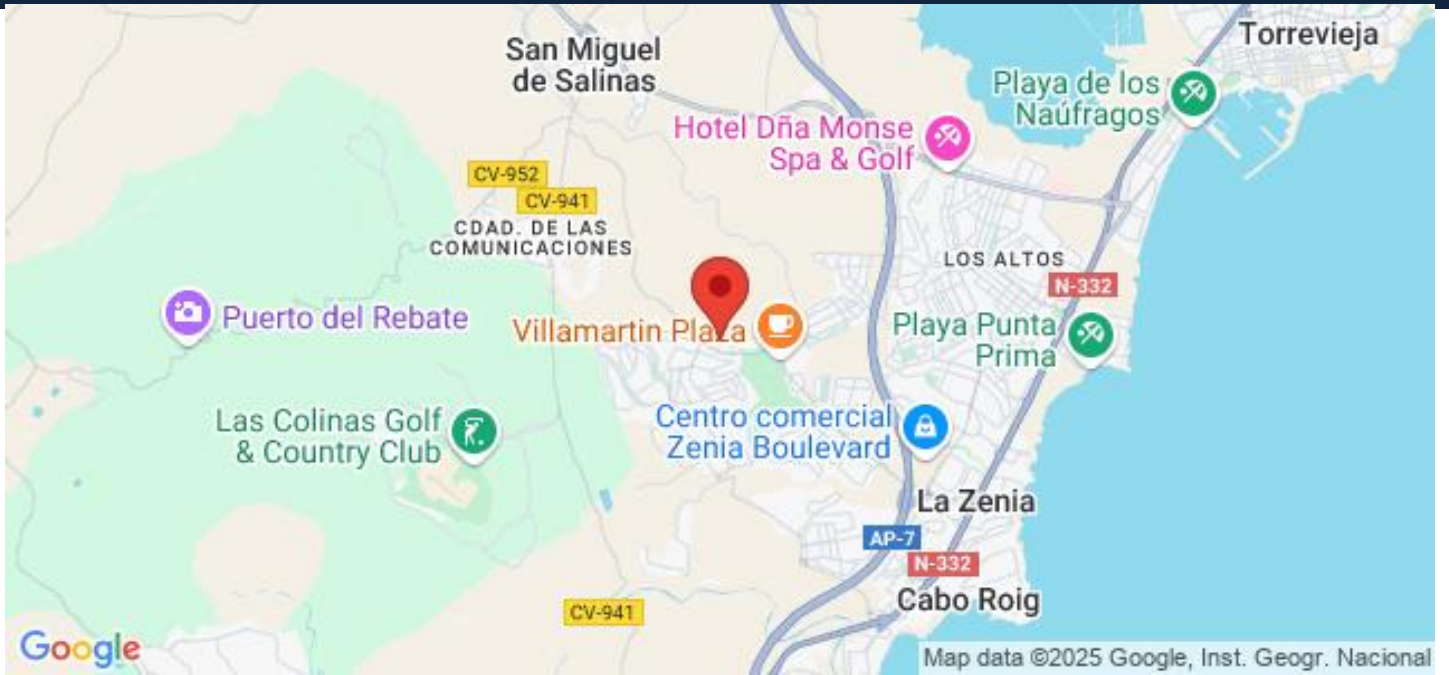 Torrevieja
San Miguel
de Salinas
Playa de los
Naúfragos
Hotel Dña Monse
Spa & Golf
CV-952
CV-941
CDAD. DE LAS
COMUNICACIONES
LOS ALTOS
N-332
Puerto del Rebate
Villamartin Plaza
Playa Punta
Prima
Las Colinas Golf
& Country Club
Centro comercial
Zenia Boulevard
La Zenia
AP-7
N-332
Cabo Roig
CV-941
Google
Map data ©2025 Google, Inst. Geogr. Nacional